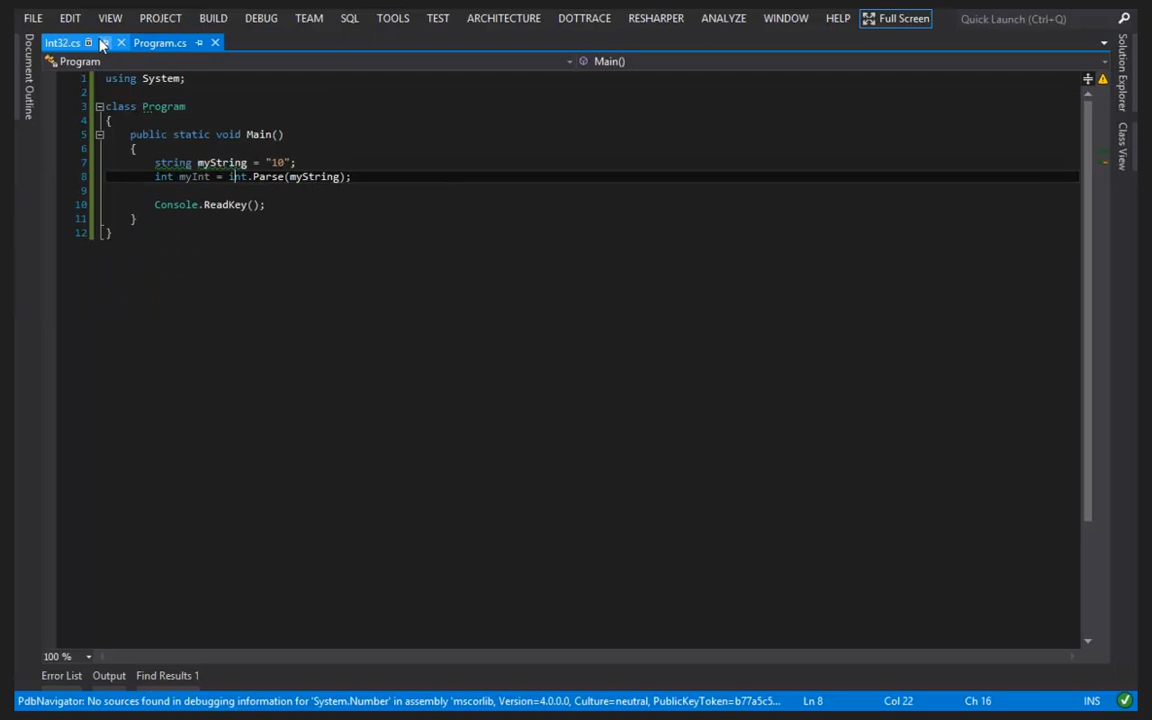 FILE EDIT VIEW PROJECT BUILD DEBUG TEAM SQL TOOLS TEST ARCHITECTURE DOTTRACE RESHARPER ANALYZE WINDOW HELP Full Screen Quick Launch (Ctrl+Q)
Int32.cs Program.cs
Program Main()
1 using System;
2
3 class Program
4 {
5 public static void Main()
6 {
7 string myString = "10";
8 int myInt = int.Parse(myString);
9
10 Console.ReadKey();
11 }
12 }
Document Outline
Solution Explorer
Class View
100 %
Error List Output Find Results 1
PdbNavigator: No sources found in debugging information for 'System.Number' in assembly 'mscorlib, Version=4.0.0.0, Culture=neutral, PublicKeyToken=b77a5c5... Ln 8 Col 22 Ch 16 INS